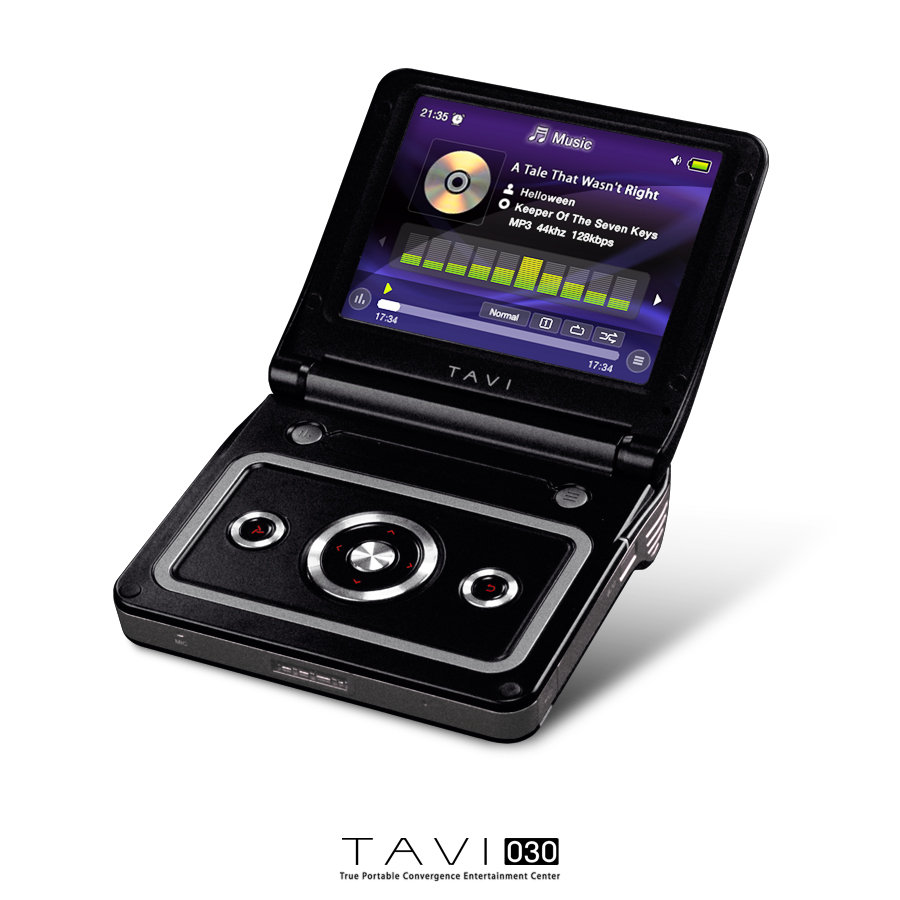 21:35
Music
A Tale That Wasn't Right
Helloween
Keeper Of The Seven Keys
MP3 44khz 128kbps
17:34
Normal
17:34
TAVI
MIC
TAVI 030
True Portable Convergence Entertainment Center